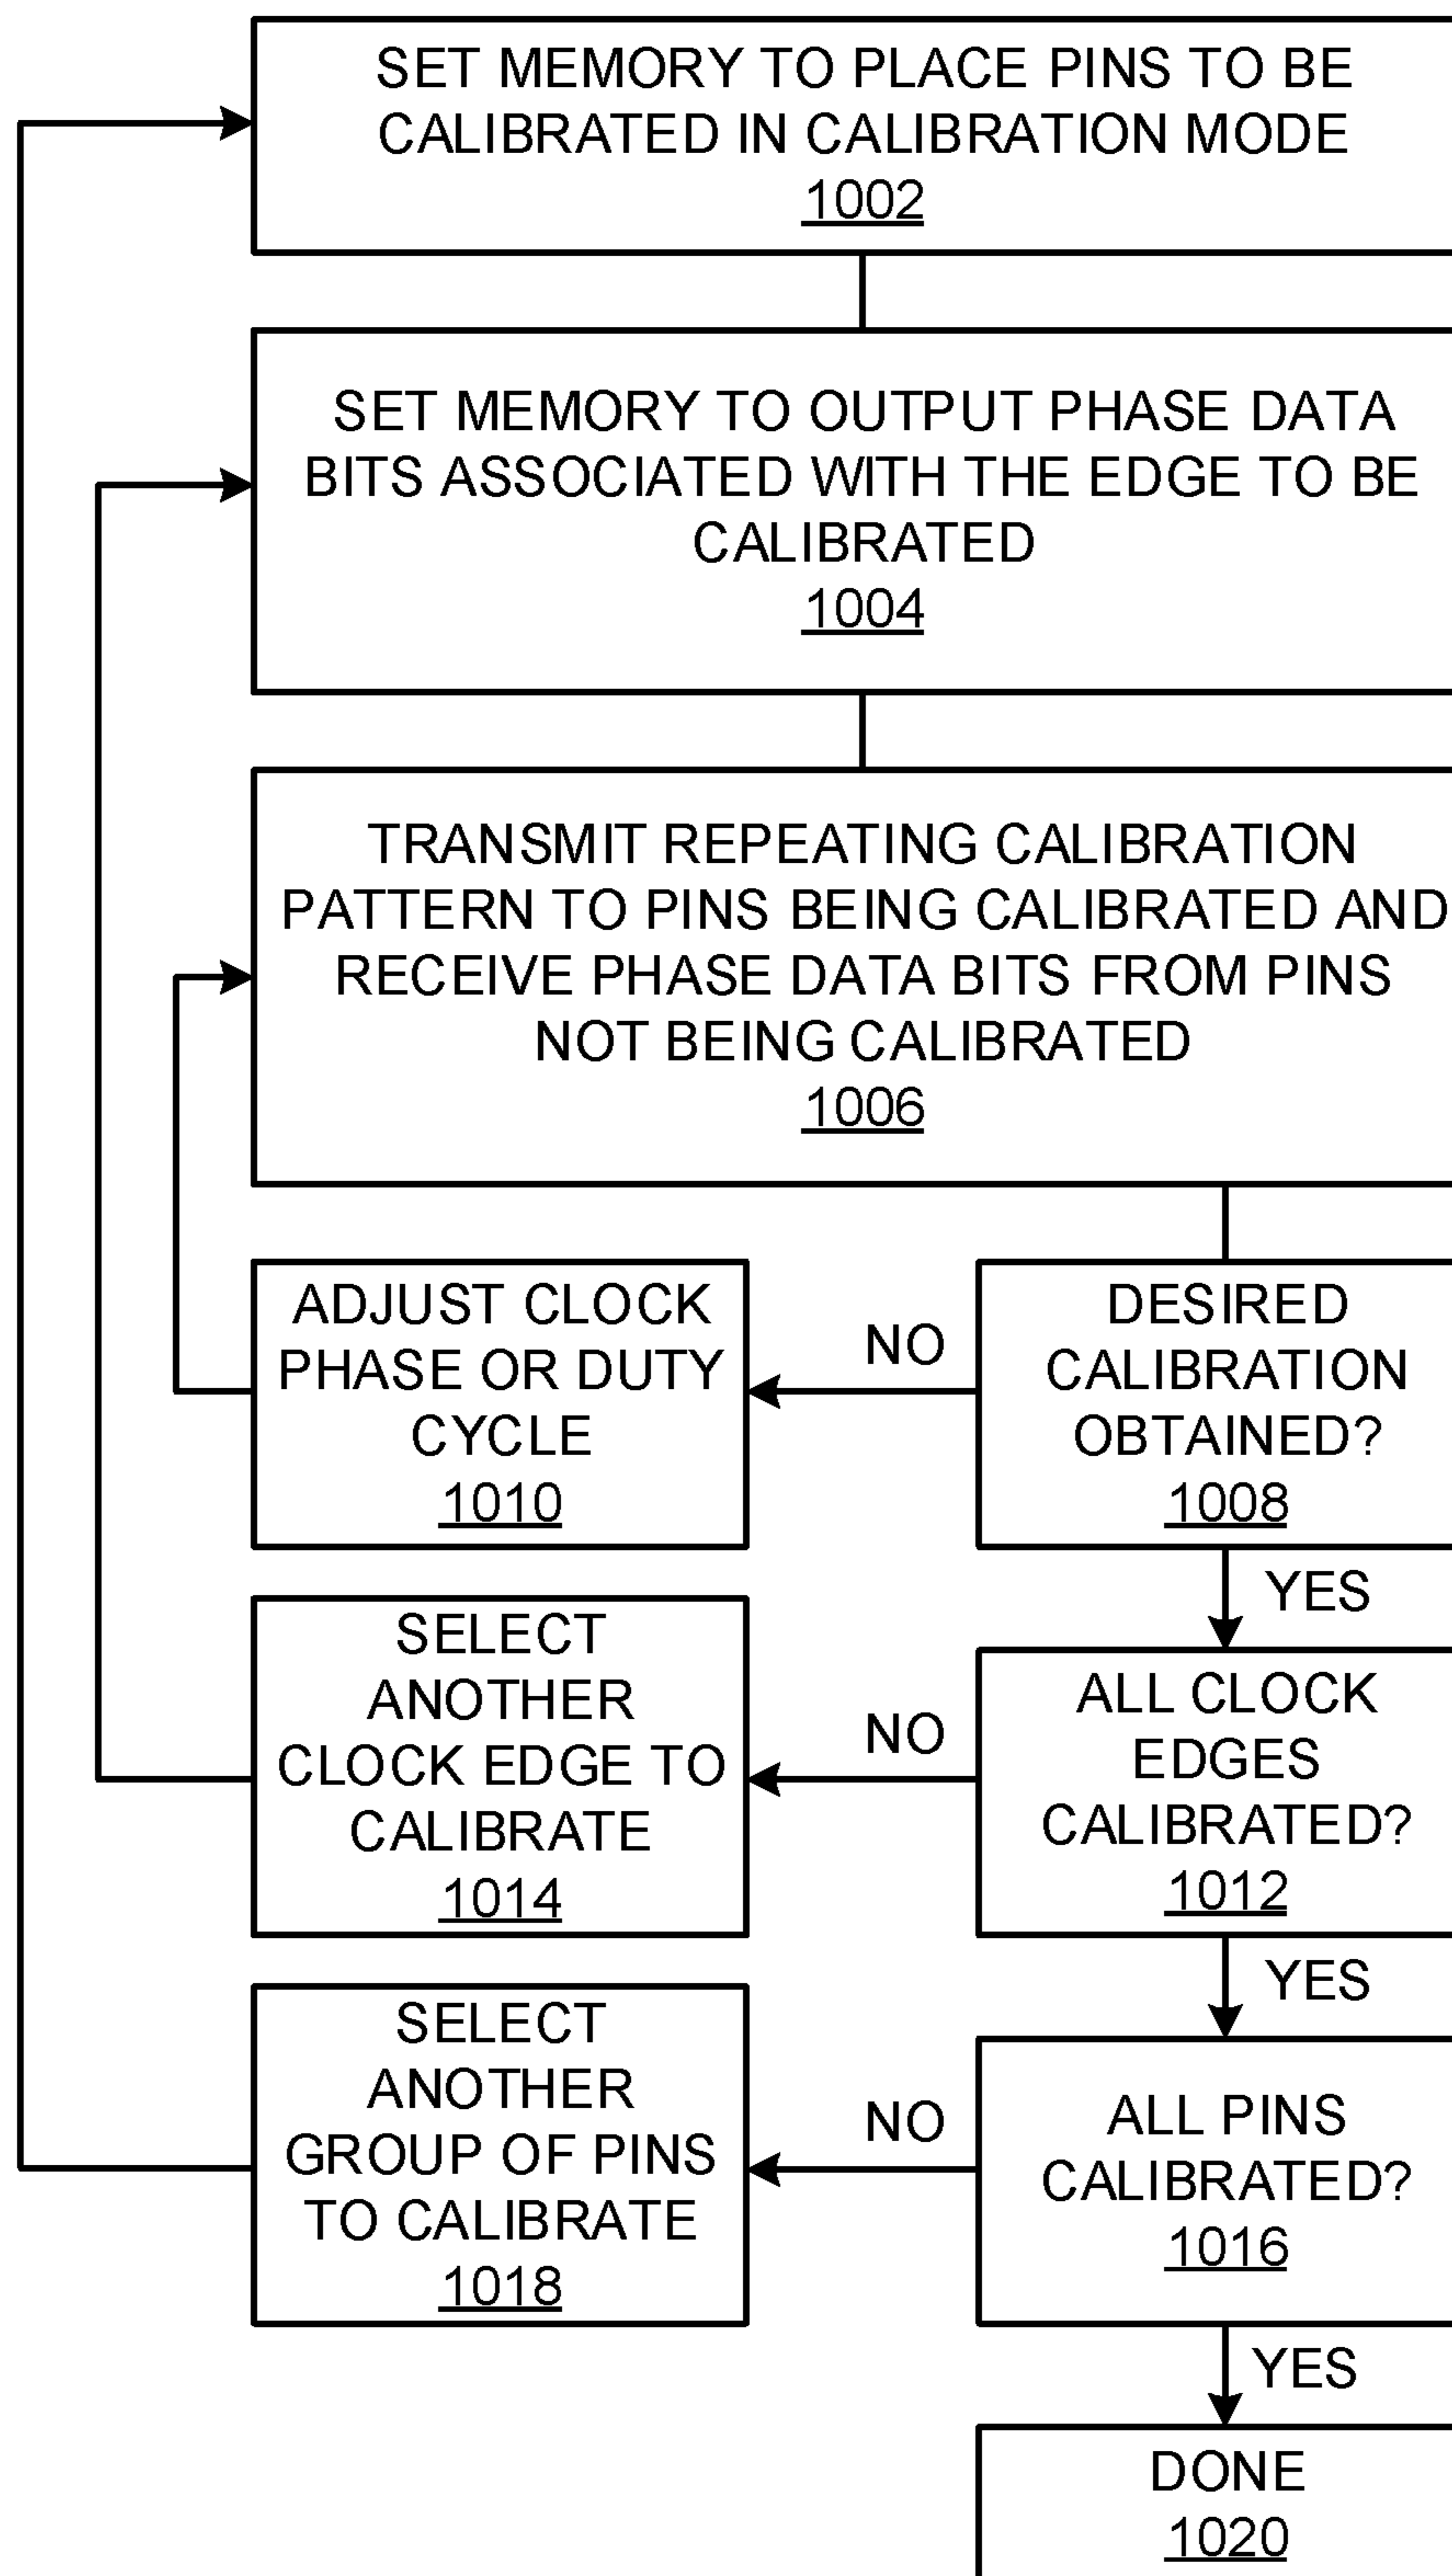 SET MEMORY TO PLACE PINS TO BE
CALIBRATED IN CALIBRATION MODE
1002
SET MEMORY TO OUTPUT PHASE DATA
BITS ASSOCIATED WITH THE EDGE TO BE
CALIBRATED
1004
TRANSMIT REPEATING CALIBRATION
PATTERN TO PINS BEING CALIBRATED AND
RECEIVE PHASE DATA BITS FROM PINS
NOT BEING CALIBRATED
1006
ADJUST CLOCK
PHASE OR DUTY
CYCLE
1010
NO
DESIRED
CALIBRATION
OBTAINED?
1008
YES
SELECT
ANOTHER
CLOCK EDGE TO
CALIBRATE
1014
NO
ALL CLOCK
EDGES
CALIBRATED?
1012
YES
SELECT
ANOTHER
GROUP OF PINS
TO CALIBRATE
1018
NO
ALL PINS
CALIBRATED?
1016
YES
DONE
1020